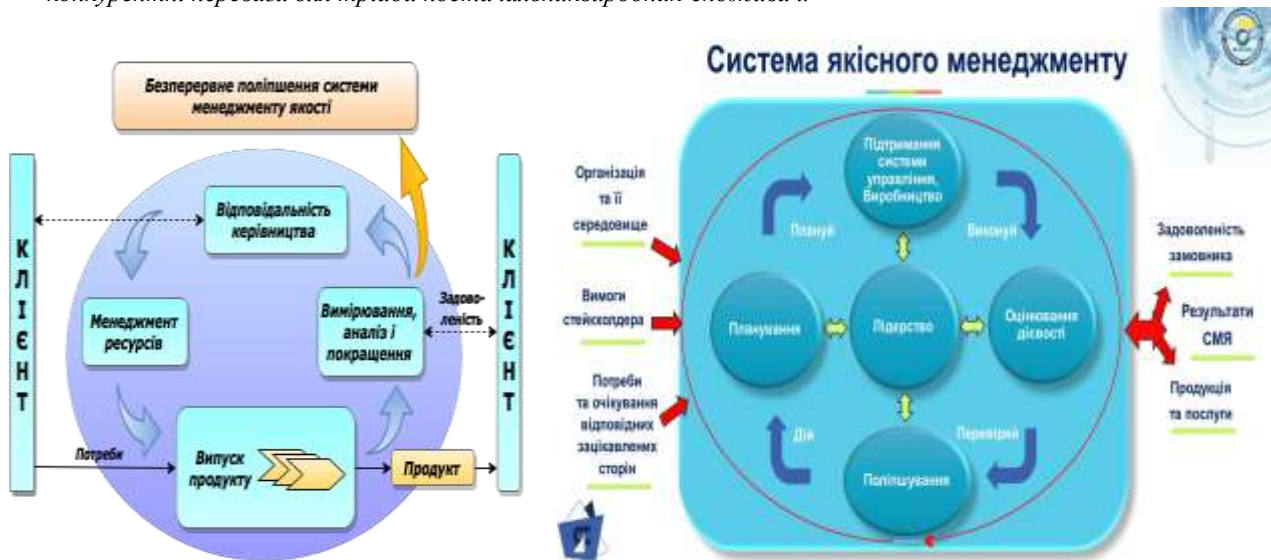 Безперервне поліпшення системи
менеджменту якості
КЛІЄНТ
Відповідальність
керівництва
Менеджмент
ресурсів
Вимірювання,
аналіз і
покращення
Задово-
леність
КЛІЄНТ
Потреби
Випуск
продукту
Продукт
Система якісного менеджменту
Організація
та її
середовище
Вимоги
стейкхолдера
Потреби
та очікування
відповідних
зацікавлених
сторін
Підтримання
системи
управління,
Виробництво
Плануй
Виконуй
Планування
Лідерство
Оцінювання
дієвості
Дій
Перевіряй
Поліпшування
Задоволеність
замовника
Результати
СМЯ
Продукція
та послуги